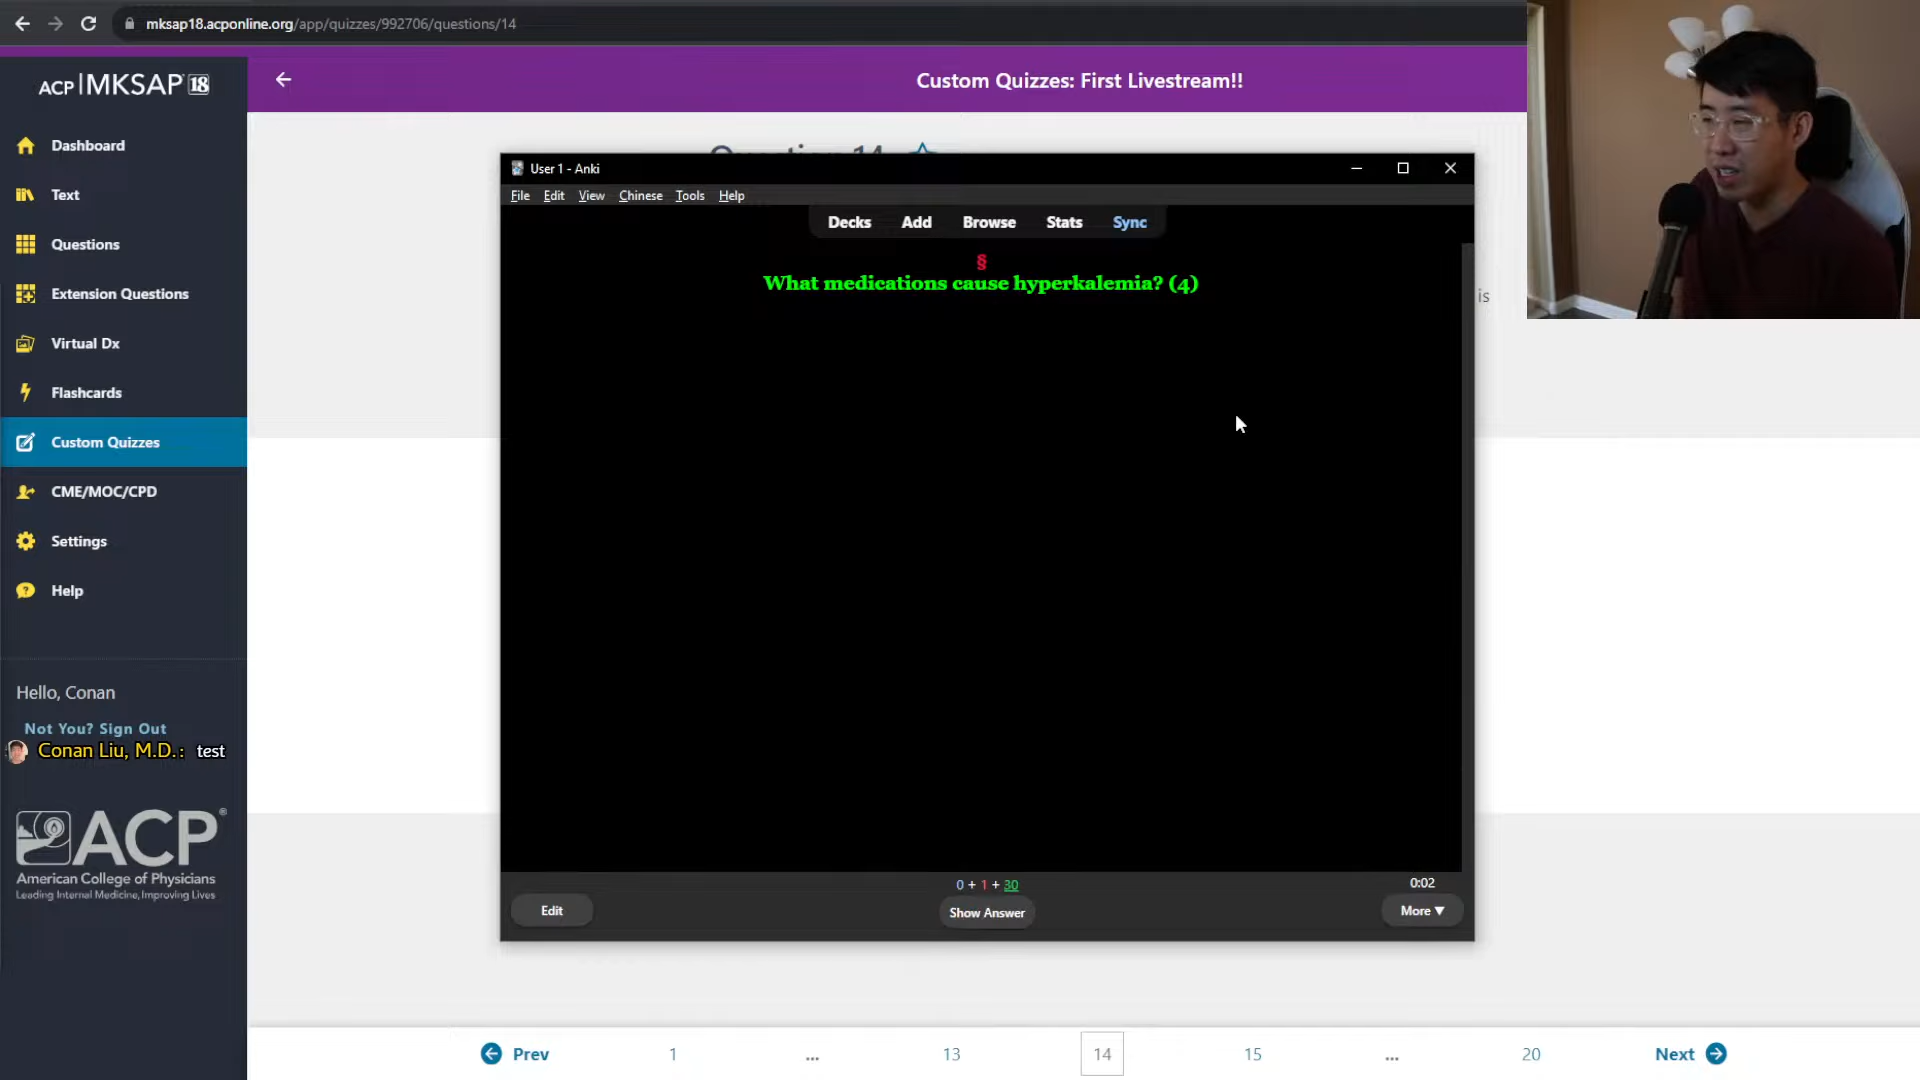 mksap18.acponline.org/app/quizzes/992706/questions/14
ACP MKSAP 18
Custom Quizzes: First Livestream!!
Dashboard
Text
Questions
Extension Questions
Virtual Dx
Flashcards
Custom Quizzes
CME/MOC/CPD
Settings
Help
Hello, Conan
Not You? Sign Out
Conan Liu, M.D.: test
ACP®
American College of Physicians
Leading Internal Medicine, Improving Lives
Question 14
is
User 1 - Anki
File Edit View Chinese Tools Help
Decks Add Browse Stats Sync
§
What medications cause hyperkalemia? (4)
0 + 1 + 30
0:02
Edit
Show Answer
More ▼
Prev 1 ... 13 14 15 ... 20 Next